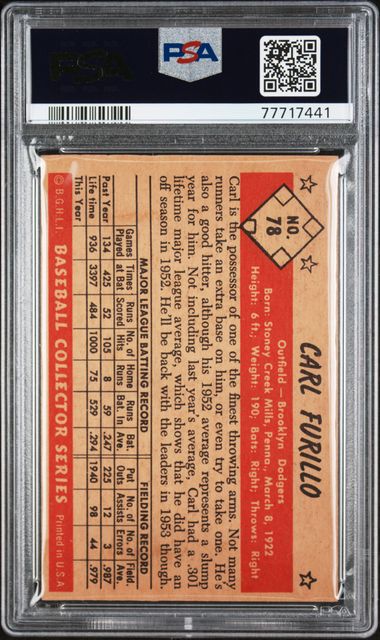 PSA
PSA
77717441
NO.
78
CARL FURILLO
Outfield—Brooklyn Dodgers
Born: Stoney Creek Mills, Penna., March 8, 1922
Height: 6 ft., Weight: 190; Bats: Right; Throws: Right
Carl is the possessor of one of the finest throwing arms. Not many
runners take an extra base on him, or even try to take one. He's
also a good hitter, although his 1952 average represents a slump
year for him. Not including last year's average, Carl had a .301
lifetime major league average, which shows that he did have an
off season in 1952. He'll be back with the leaders in 1953 though.
MAJOR LEAGUE BATTING RECORD FIELDING RECORD
Games Times Runs No. of Home Runs Bat. Put No. of No. of Field.
Played at Bat Scored Hits Runs Bat. In Ave. Outs Assists Errors Ave.
Past Year 134 425 52 105 8 59 .247 225 12 3 .987
Life time 936 3397 484 1000 75 529 .294 1940 98 44 .979
This Year
© B.G.H.L.I. BASEBALL COLLECTOR SERIES Printed in U.S.A.